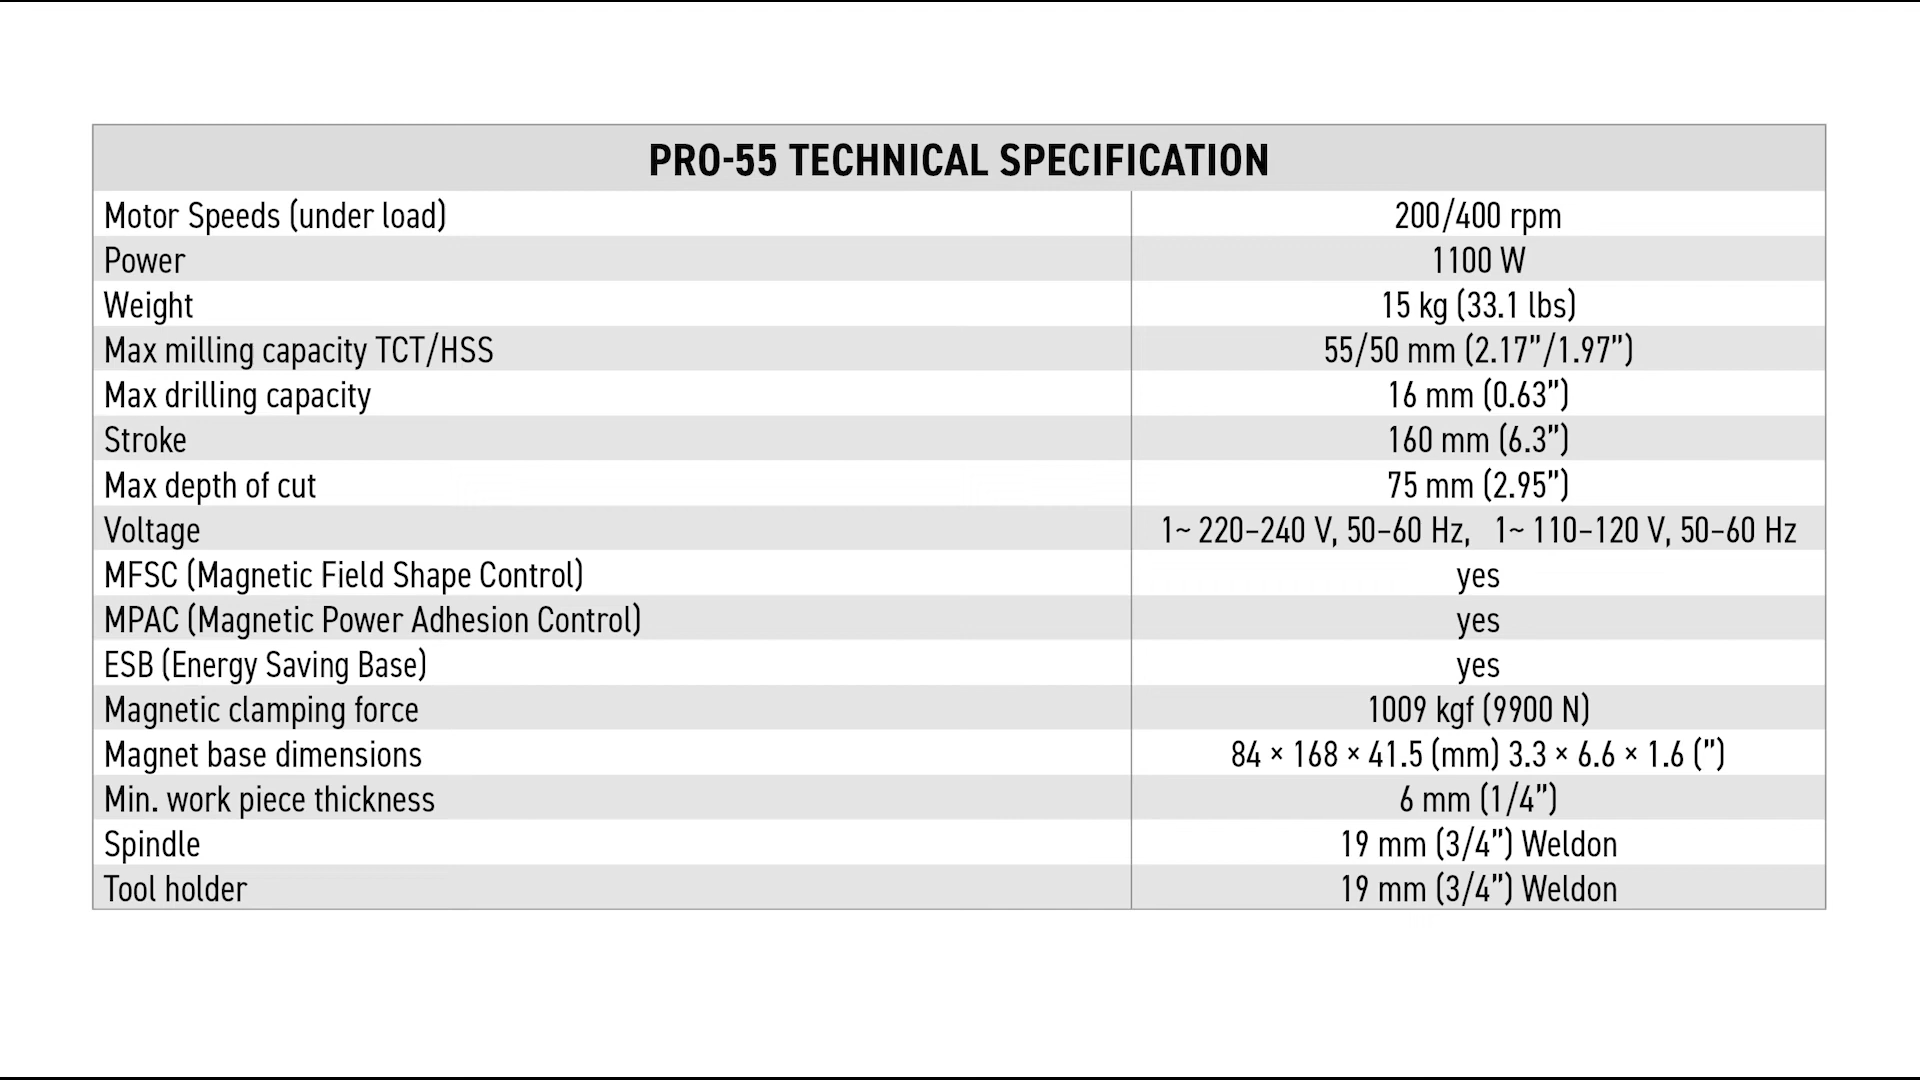 PRO-55 TECHNICAL SPECIFICATION
Motor Speeds (under load) 200/400 rpm
Power 1100 W
Weight 15 kg (33.1 lbs)
Max milling capacity TCT/HSS 55/50 mm (2.17”/1.97”)
Max drilling capacity 16 mm (0.63”)
Stroke 160 mm (6.3”)
Max depth of cut 75 mm (2.95”)
Voltage 1~ 220–240 V, 50–60 Hz, 1~ 110–120 V, 50–60 Hz
MFSC (Magnetic Field Shape Control) yes
MPAC (Magnetic Power Adhesion Control) yes
ESB (Energy Saving Base) yes
Magnetic clamping force 1009 kgf (9900 N)
Magnet base dimensions 84 × 168 × 41.5 (mm) 3.3 × 6.6 × 1.6 (”)
Min. work piece thickness 6 mm (1/4”)
Spindle 19 mm (3/4”) Weldon
Tool holder 19 mm (3/4”) Weldon